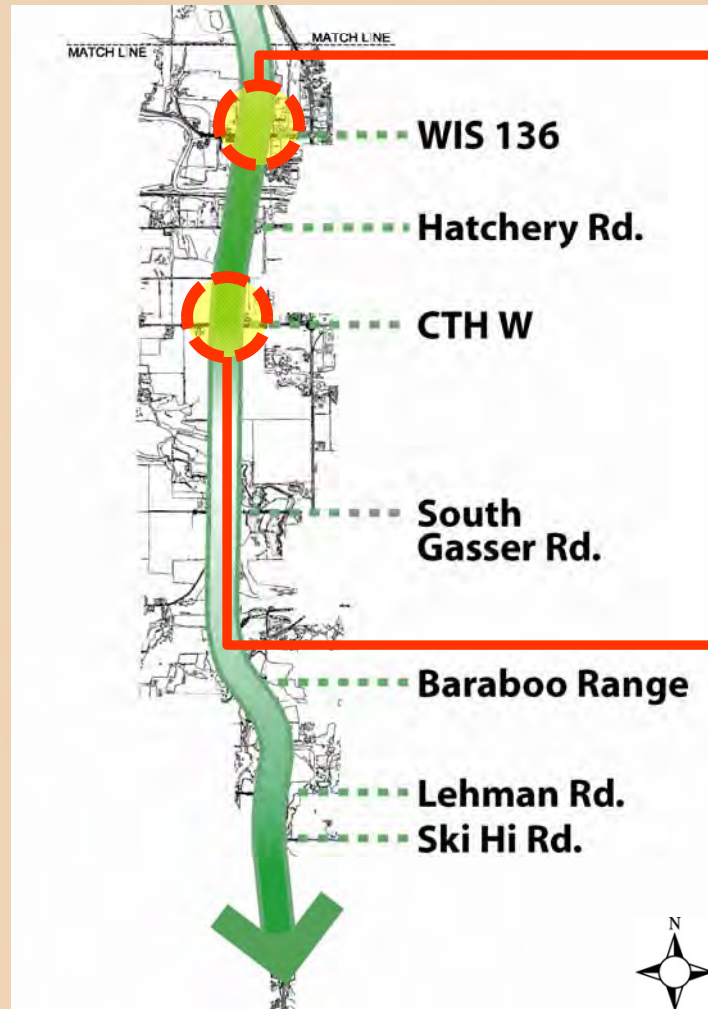 MATCH LINE
MATCH LINE
WIS 136
Hatchery Rd.
CTH W
South
Gasser Rd.
Baraboo Range
Lehman Rd.
Ski Hi Rd.
N